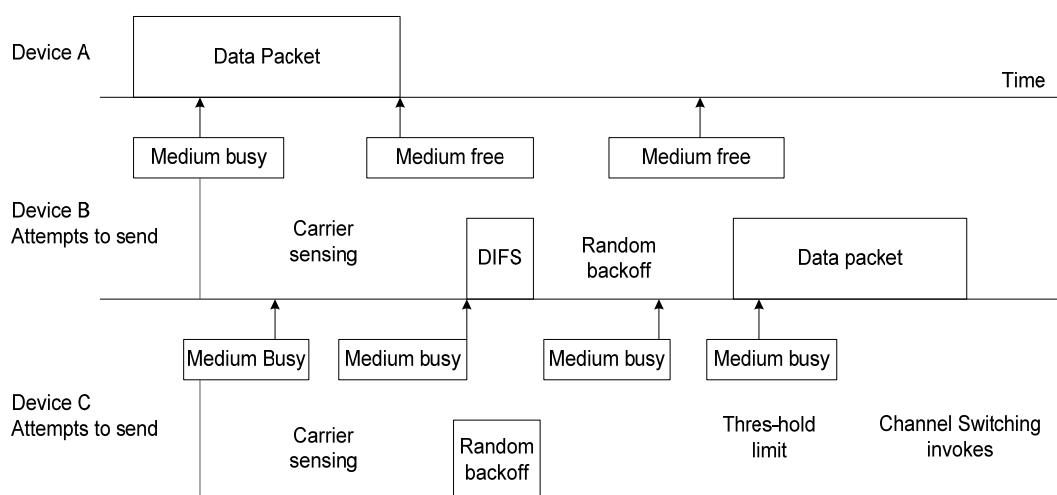 Device A
Data Packet
Time
Medium busy
Medium free
Medium free
Device B
Attempts to send
Carrier
sensing
DIFS
Random
backoff
Data packet
Medium Busy
Medium busy
Medium busy
Medium busy
Device C
Attempts to send
Carrier
sensing
Random
backoff
Thres-hold
limit
Channel Switching
invokes